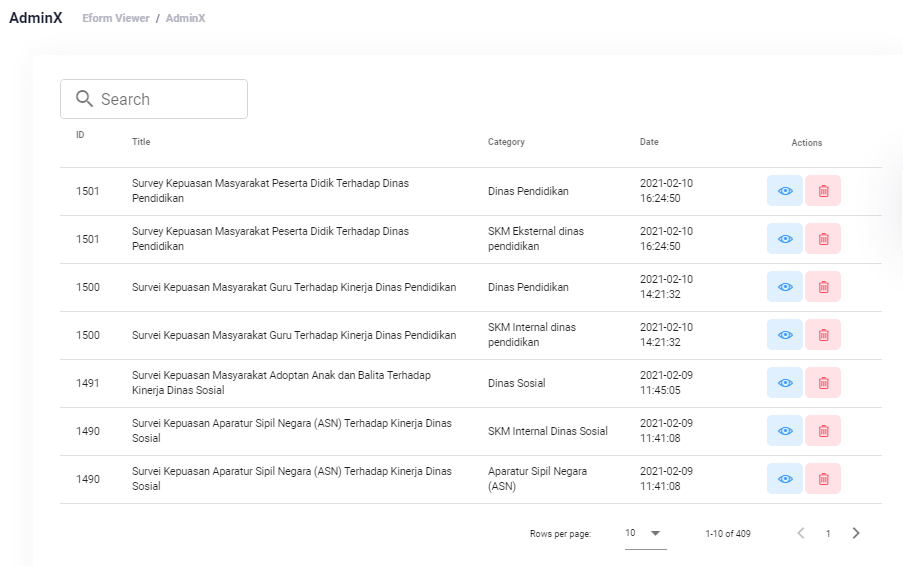 AdminX Eform Viewer / AdminX
Search
ID Title Category Date Actions
1501 Survey Kepuasan Masyarakat Peserta Didik Terhadap Dinas
Pendidikan Dinas Pendidikan 2021-02-10
16:24:50
1501 Survey Kepuasan Masyarakat Peserta Didik Terhadap Dinas
Pendidikan SKM Eksternal dinas
pendidikan 2021-02-10
16:24:50
1500 Survei Kepuasan Masyarakat Guru Terhadap Kinerja Dinas Pendidikan Dinas Pendidikan 2021-02-10
14:21:32
1500 Survei Kepuasan Masyarakat Guru Terhadap Kinerja Dinas Pendidikan SKM Internal dinas
pendidikan 2021-02-10
14:21:32
1491 Survei Kepuasan Masyarakat Adoptan Anak dan Balita Terhadap
Kinerja Dinas Sosial Dinas Sosial 2021-02-09
11:45:05
1490 Survei Kepuasan Aparatur Sipil Negara (ASN) Terhadap Kinerja Dinas
Sosial SKM Internal Dinas Sosial 2021-02-09
11:41:08
1490 Survei Kepuasan Aparatur Sipil Negara (ASN) Terhadap Kinerja Dinas
Sosial Aparatur Sipil Negara
(ASN) 2021-02-09
11:41:08
Rows per page: 10 1-10 of 409 1